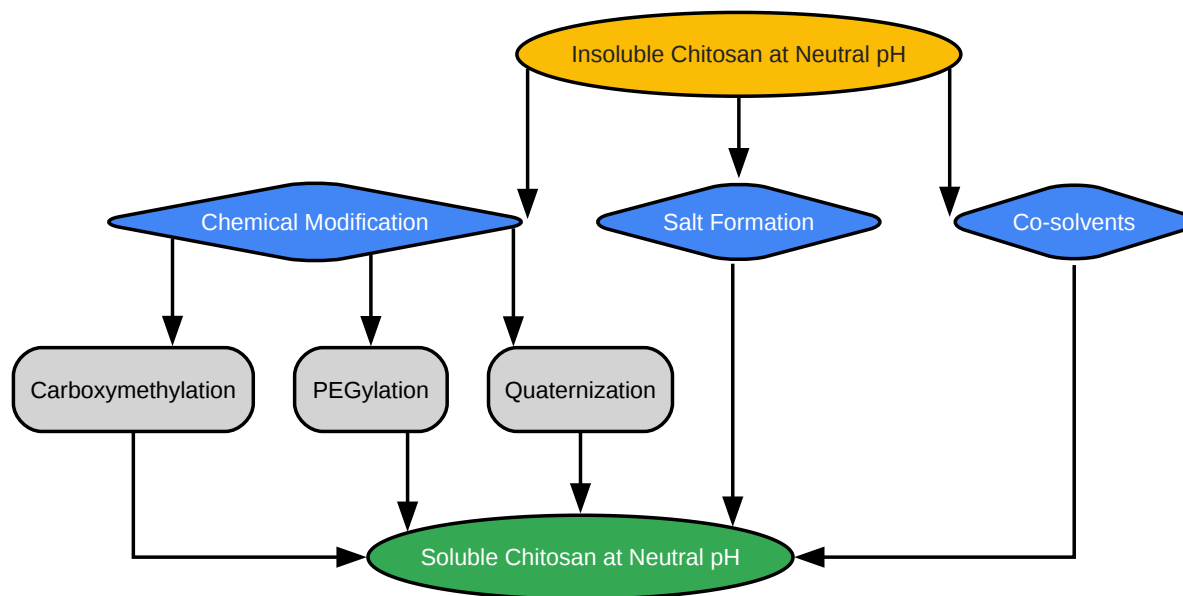 Insoluble Chitosan at Neutral pH
Chemical Modification
Salt Formation
Co-solvents
Carboxymethylation
PEGylation
Quaternization
Soluble Chitosan at Neutral pH